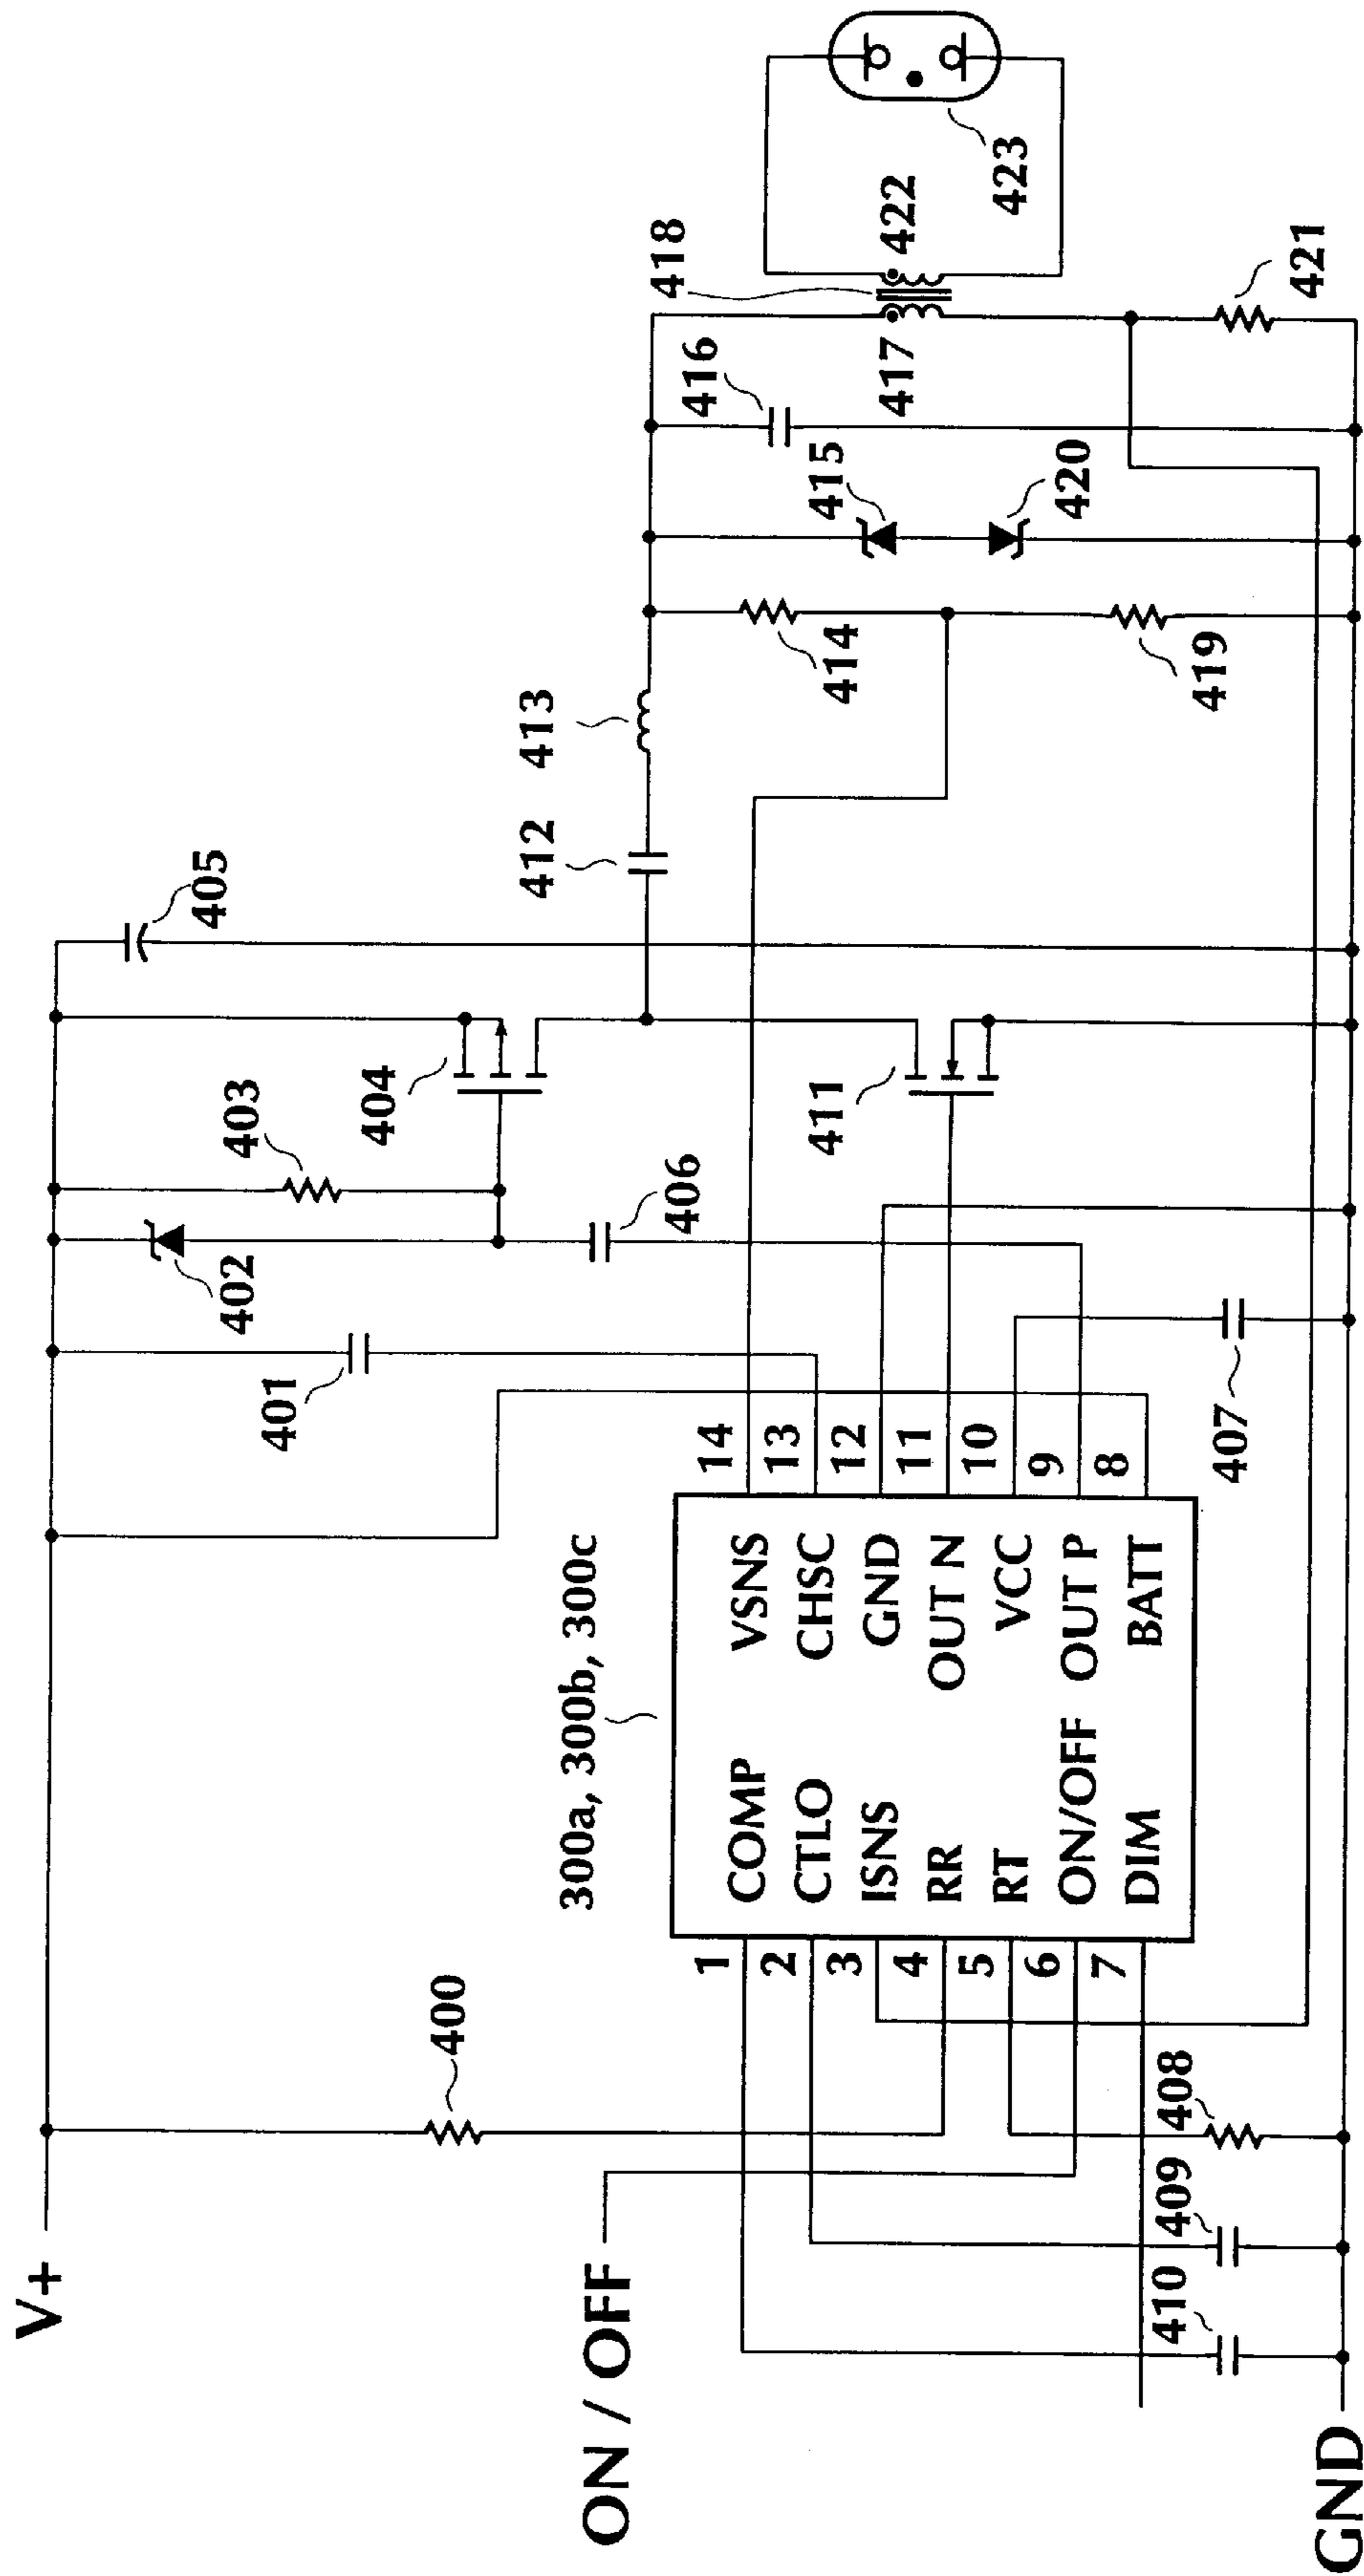 V+
ON / OFF
GND
400
401
402
403
404
405
406
407
408
409
410
411
412
413
414
415
416
417
418
419
420
421
422
423
300a, 300b, 300c
1 COMP
2 CTLO
3 ISNS
4 RR
5 RT
6 ON/OFF
7 DIM
VSNS 14
CHSC 13
GND 12
OUT N 11
VCC 10
OUT P 9
BATT 8